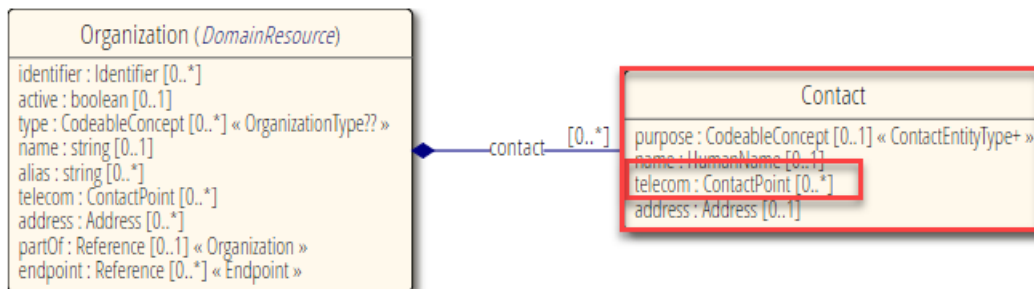 Organization (DomainResource)
identifier : Identifier [0..*]
active : boolean [0..1]
type : CodeableConcept [0..*] « OrganizationType?? »
name : string [0..1]
alias : string [0..*]
telecom : ContactPoint [0..*]
address : Address [0..*]
partOf : Reference [0..1] « Organization »
endpoint : Reference [0..*] « Endpoint »
contact
[0..*]
Contact
purpose : CodeableConcept [0..1] « ContactEntityType+ »
name : HumanName [0..1]
telecom : ContactPoint [0..*]
address : Address [0..1]